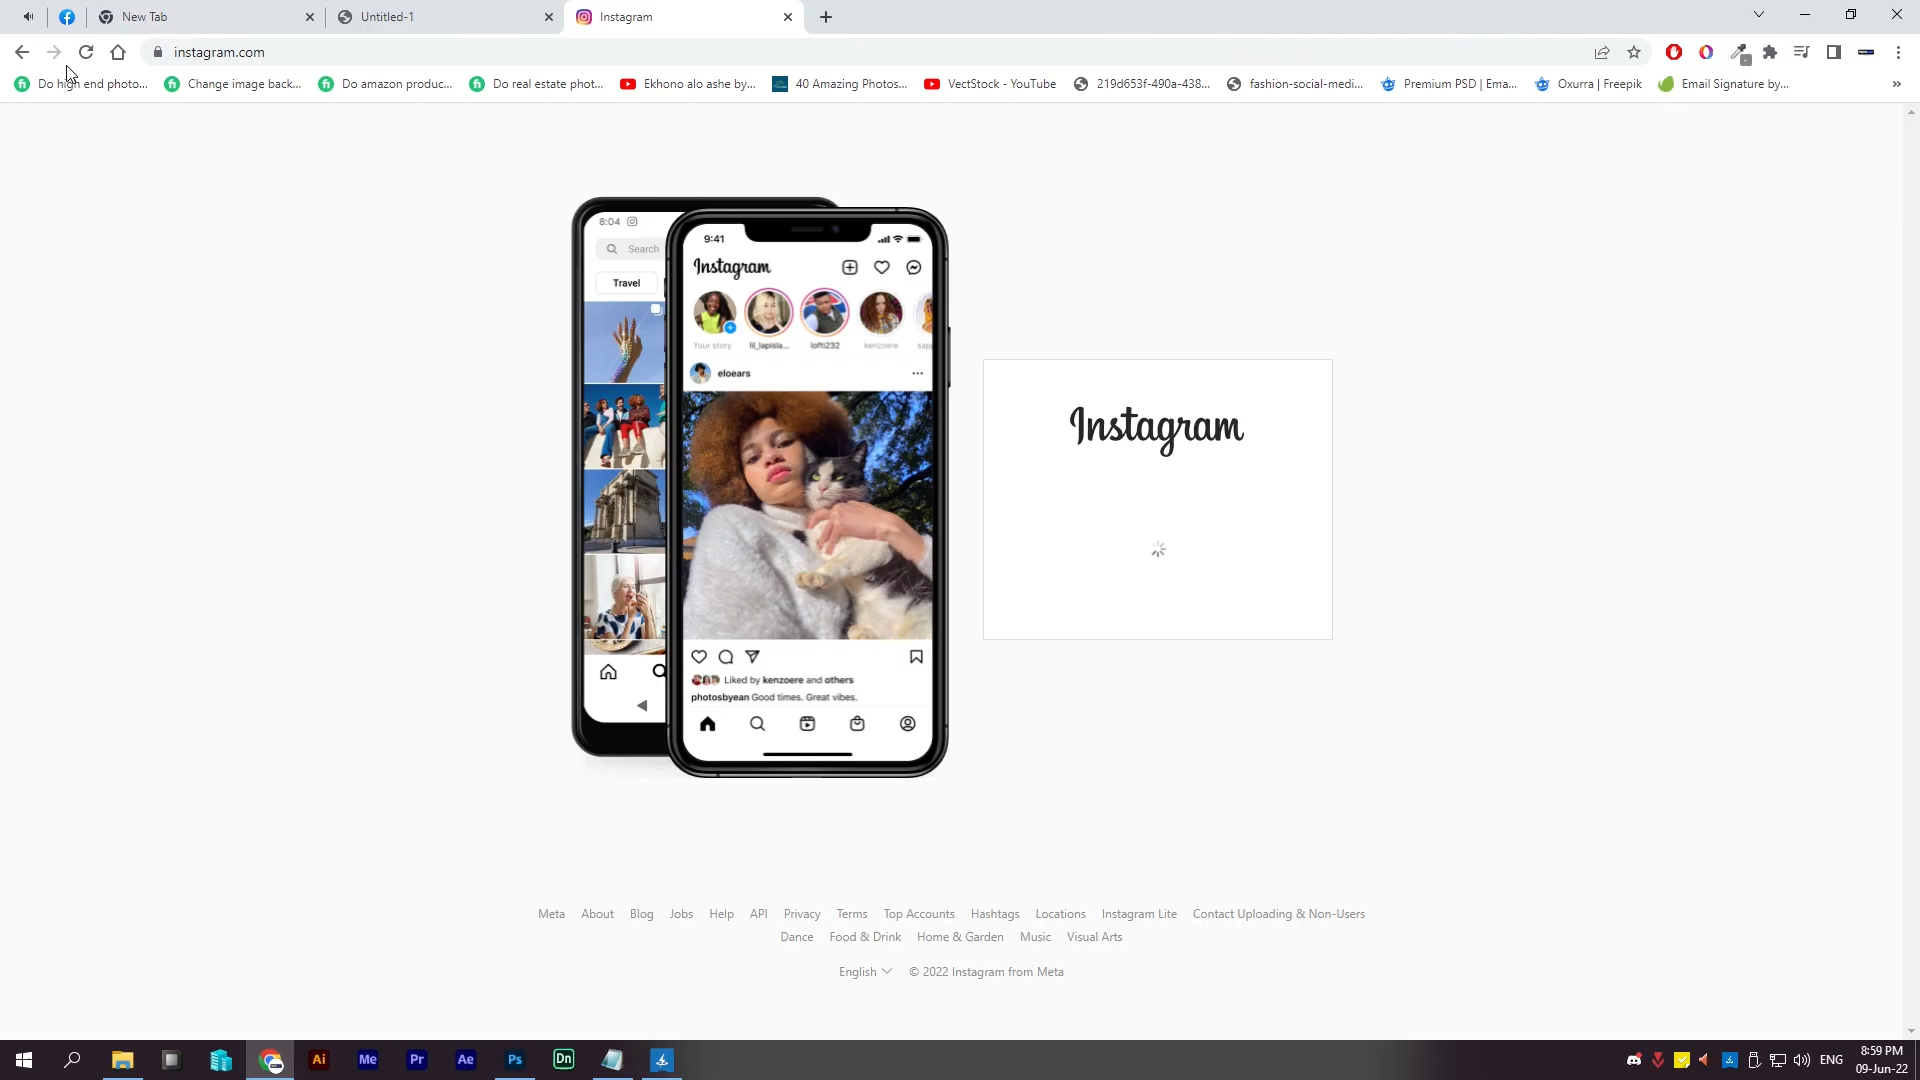 New Tab
Untitled-1
Instagram
instagram.com
Do high end photo...
Change image back...
Do amazon produc...
Do real estate phot...
Ekhono alo ashe by...
40 Amazing Photos...
VectStock - YouTube
219d653f-490a-438...
fashion-social-medi...
Premium PSD | Ema...
Oxurra | Freepik
Email Signature by...
»
8:04
Search
Travel
9:41
Instagram
Your story
lil_lapisla...
lofti232
kenzoere
eloears
Liked by kenzoere and others
photosbyean Good times. Great vibes.
Instagram
Meta
About
Blog
Jobs
Help
API
Privacy
Terms
Top Accounts
Hashtags
Locations
Instagram Lite
Contact Uploading & Non-Users
Dance
Food & Drink
Home & Garden
Music
Visual Arts
English
© 2022 Instagram from Meta
Ai
Me
Pr
Ae
Ps
Dn
ENG
8:59 PM
09-Jun-22